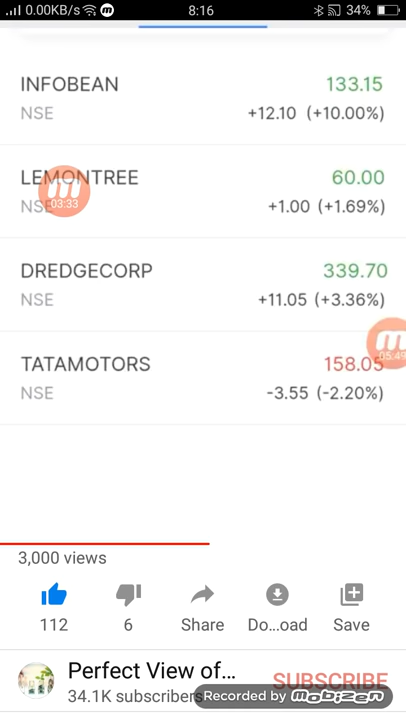 0.00KB/s 8:16 34%
INFOBEAN 133.15
NSE +12.10 (+10.00%)
LEMONTREE 60.00
NSE +1.00 (+1.69%)
03:33
DREDGECORP 339.70
NSE +11.05 (+3.36%)
TATAMOTORS 158.05
05:49
NSE -3.55 (-2.20%)
3,000 views
112 6 Share Do...oad Save
Perfect View of...
SUBSCRIBE
34.1K subscribers
Recorded by mobizen